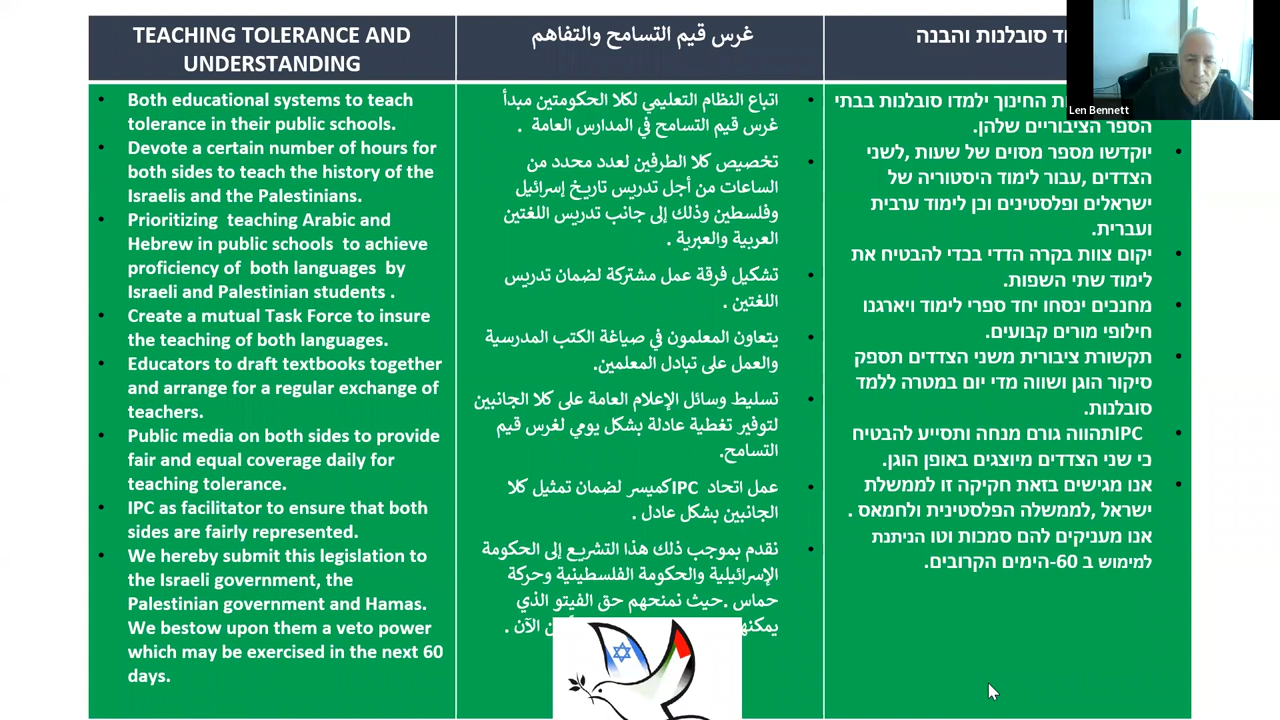 TEACHING TOLERANCE AND
UNDERSTANDING
• Both educational systems to teach
tolerance in their public schools.
• Devote a certain number of hours for
both sides to teach the history of the
Israelis and the Palestinians.
• Prioritizing teaching Arabic and
Hebrew in public schools to achieve
proficiency of both languages by
Israeli and Palestinian students .
• Create a mutual Task Force to insure
the teaching of both languages.
• Educators to draft textbooks together
and arrange for a regular exchange of
teachers.
• Public media on both sides to provide
fair and equal coverage daily for
teaching tolerance.
• IPC as facilitator to ensure that both
sides are fairly represented.
• We hereby submit this legislation to
the Israeli government, the
Palestinian government and Hamas.
We bestow upon them a veto power
which may be exercised in the next 60
days.
غرس قيم التسامح والتفاهم
• اتباع النظام التعليمي لكلا الحكومتين مبدأ
غرس قيم التسامح في المدارس العامة .
• تخصيص كلا الطرفين لعدد محدد من
الساعات من أجل تدريس تاريخ إسرائيل
وفلسطين وذلك إلى جانب تدريس اللغتين
العربية والعبرية .
• تشكيل فرقة عمل مشتركة لضمان تدريس
اللغتين .
• يتعاون المعلمون في صياغة الكتب المدرسية
والعمل على تبادل المعلمين.
• تسليط وسائل الإعلام العامة على كلا الجانبين
لتوفير تغطية عادلة بشكل يومي لغرس قيم
التسامح.
• عمل اتحاد IPCكميسر لضمان تمثيل كلا
الجانبين بشكل عادل .
• نقدم بموجب ذلك هذا التشريع إلى الحكومة
الإسرائيلية والحكومة الفلسطينية وحركة
حماس .حيث نمنحهم حق الفيتو الذي
الآن .
סובלנות והבנה
החינוך ילמדו סובלנות בבתי
הספר הציבוריים שלהן.
• יוקדשו מספר מסוים של שעות ,לשני
הצדדים ,עבור לימוד היסטוריה של
ישראלים ופלסטינים וכן לימוד ערבית
ועברית.
• יקום צוות בקרה הדדי בכדי להבטיח את
לימוד שתי השפות.
• מחנכים ינסחו יחד ספרי לימוד ויארגנו
חילופי מורים קבועים.
• תקשורת ציבורית משני הצדדים תספק
סיקור הוגן ושווה מדי יום במטרה ללמד
סובלנות.
• IPCתהווה גורם מנחה ותסייע להבטיח
כי שני הצדדים מיוצגים באופן הוגן.
• אנו מגישים בזאת חקיקה זו לממשלת
ישראל ,לממשלה הפלסטינית ולחמאס .
אנו מעניקים להם סמכות וטו הניתנת
למימוש ב 60-הימים הקרובים.
Len Bennett